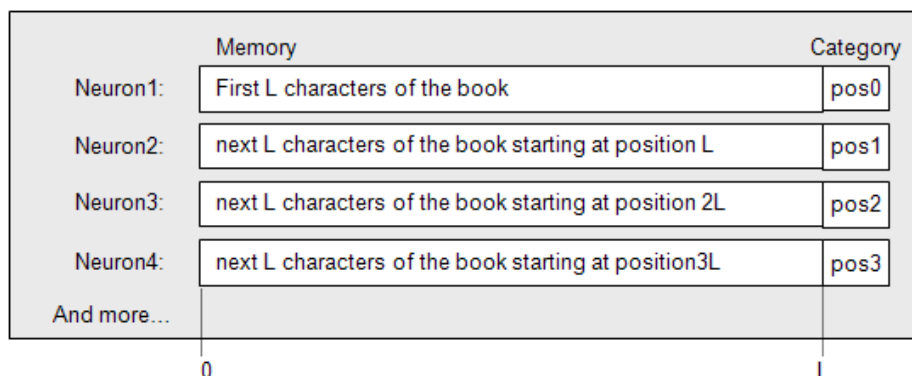 Memory Category
Neuron1: First L characters of the book pos0
Neuron2: next L characters of the book starting at position L pos1
Neuron3: next L characters of the book starting at position 2L pos2
Neuron4: next L characters of the book starting at position3L pos3
And more...
0 L